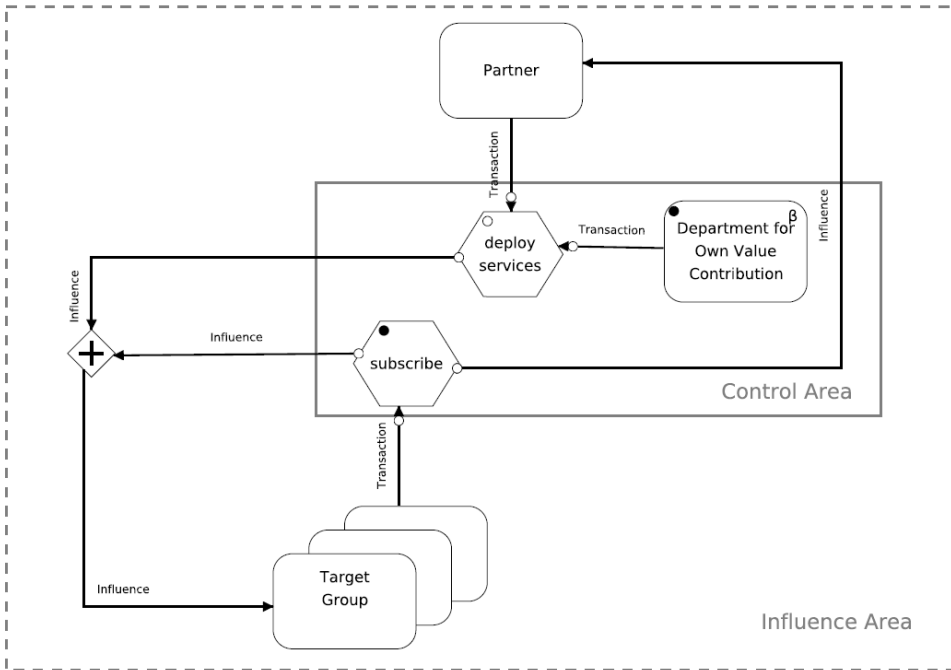 Partner
Transaction
Influence
β
Department for
Own Value
Contribution
Transaction
deploy
services
Influence
Influence
subscribe
Control Area
Transaction
Target
Group
Influence
Influence Area